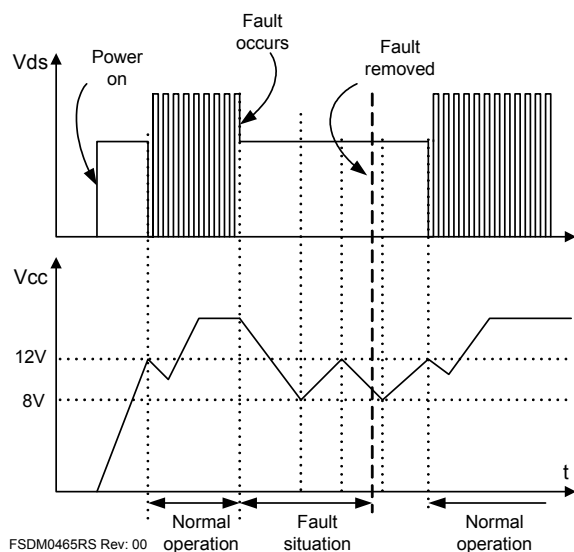 Fault
occurs
Vds
Power
on
Fault
removed
Vcc
12V
8V
t
Normal
operation
Fault
situation
Normal
operation
FSDM0465RS Rev: 00